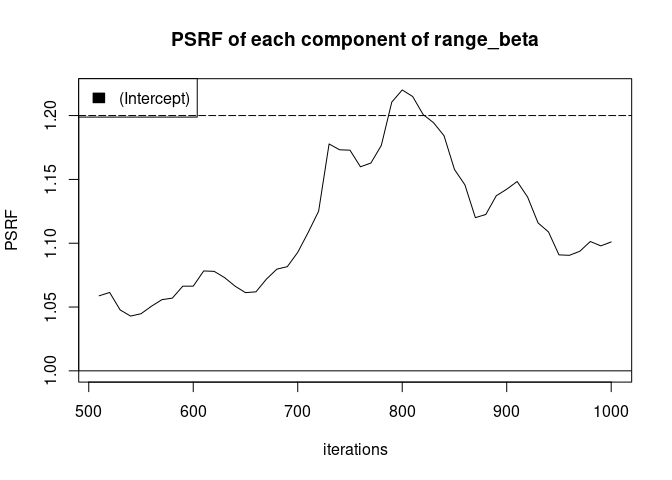 PSRF of each component of range_beta
(Intercept)
PSRF
1.20
1.15
1.10
1.05
1.00
500 600 700 800 900 1000
iterations